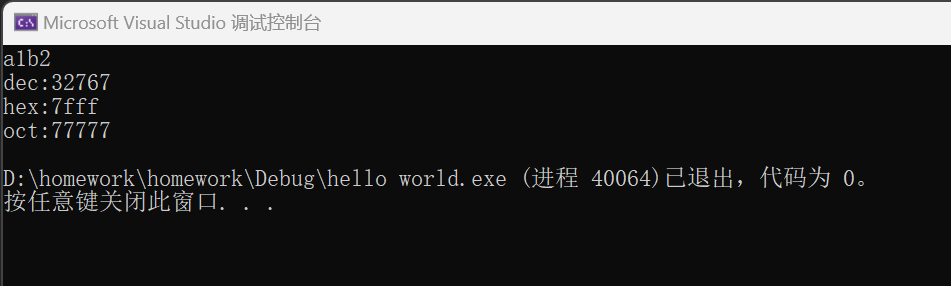 Microsoft Visual Studio 调试控制台
a1b2
dec:32767
hex:7fff
oct:77777
D:\homework\homework\Debug\hello world.exe (进程 40064)已退出，代码为 0。
按任意键关闭此窗口. . .